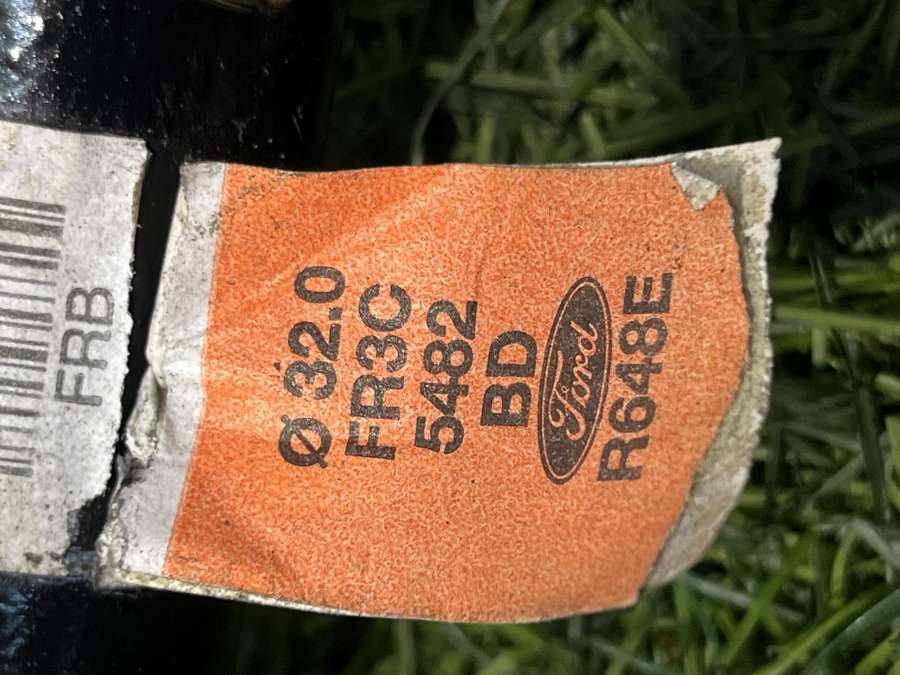 Ø 32.0
FR3C
5482
BD
Ford
R648E
FRB